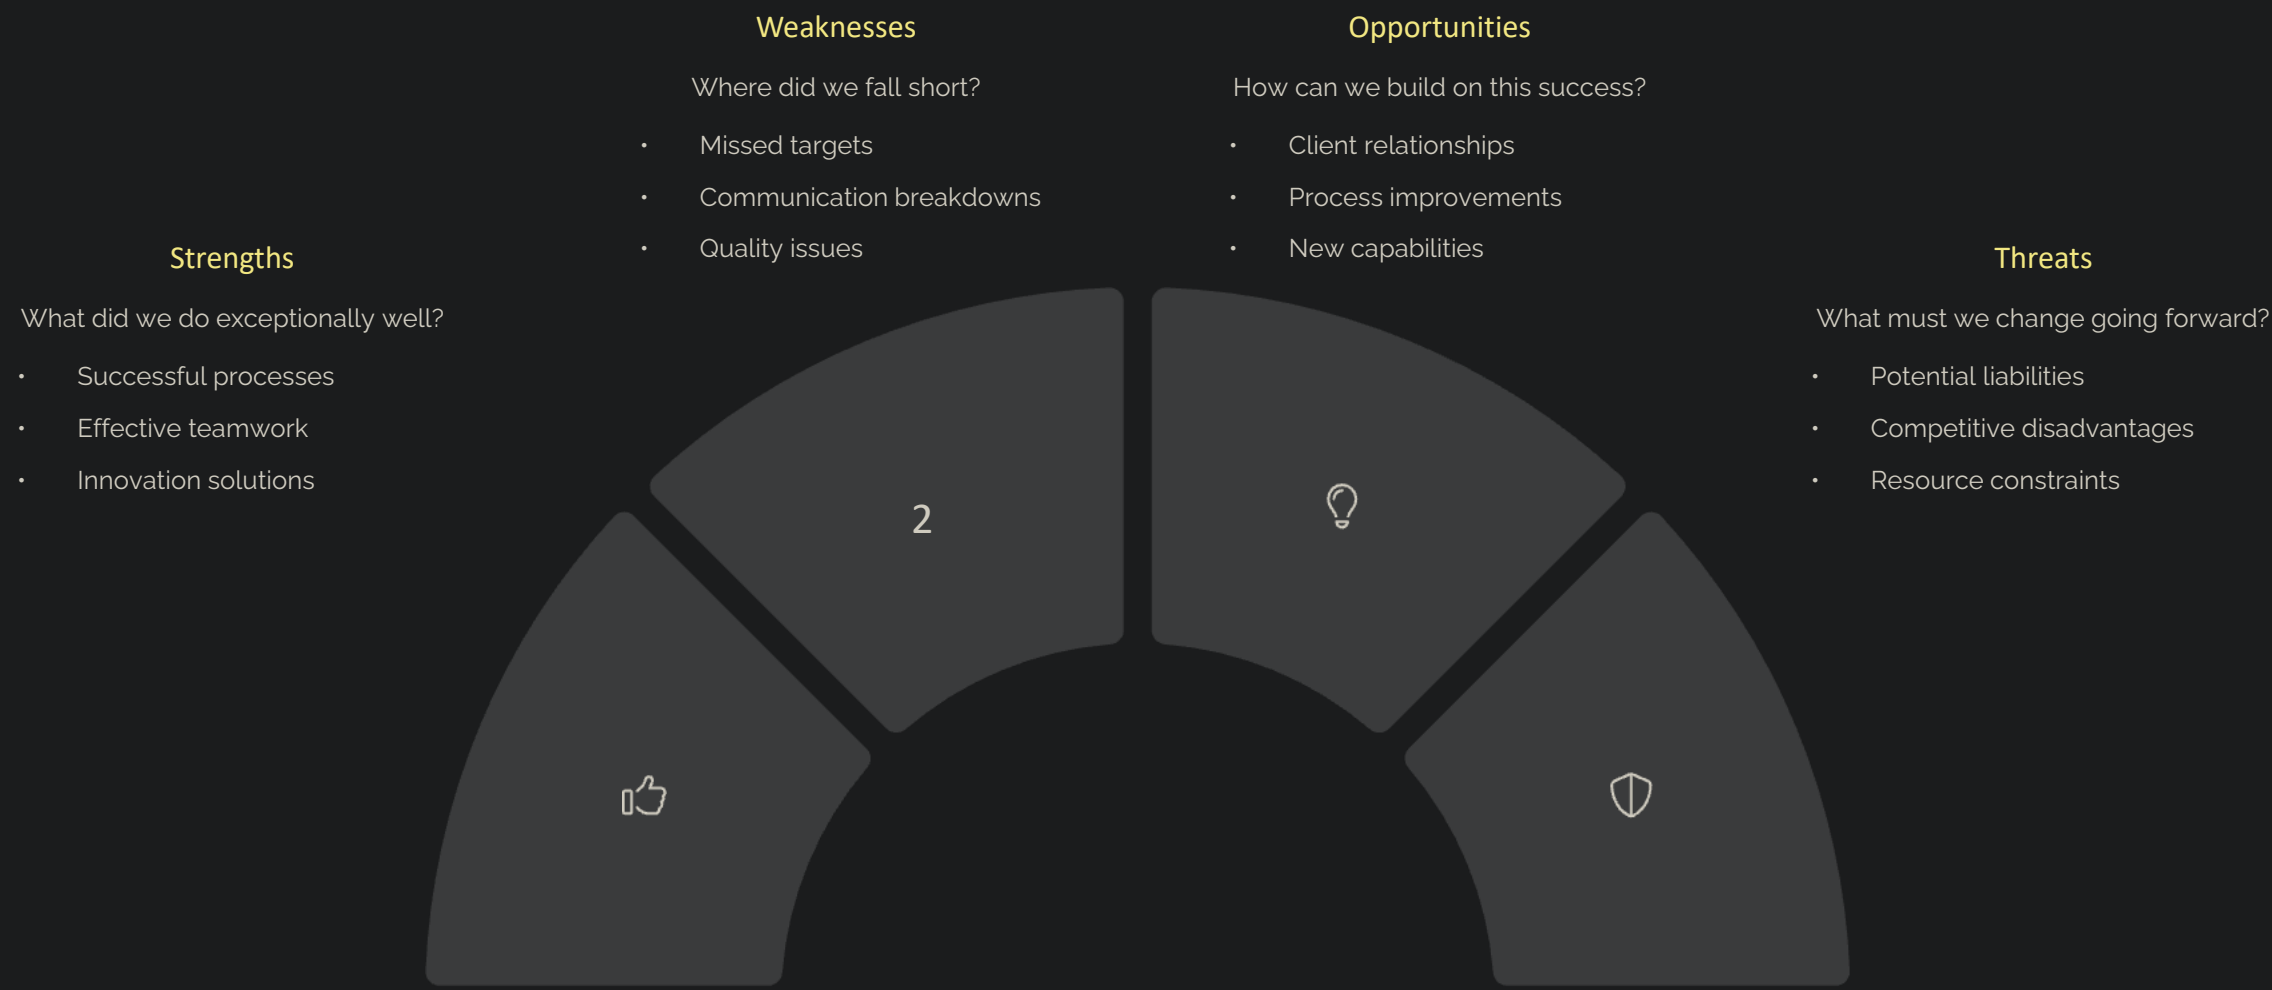 Strengths
What did we do exceptionally well?
• Successful processes
• Effective teamwork
• Innovation solutions
Weaknesses
Where did we fall short?
• Missed targets
• Communication breakdowns
• Quality issues
Opportunities
How can we build on this success?
• Client relationships
• Process improvements
• New capabilities
Threats
What must we change going forward?
• Potential liabilities
• Competitive disadvantages
• Resource constraints
2